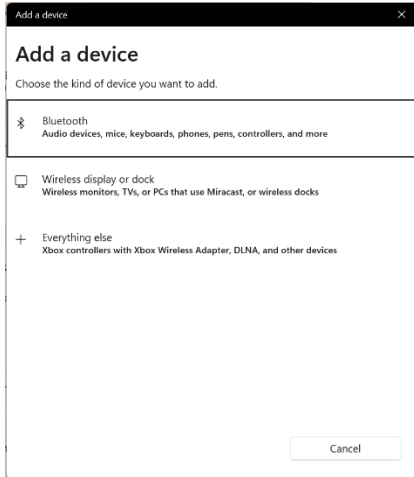 Add a device
Add a device
Choose the kind of device you want to add.
Bluetooth
Audio devices, mice, keyboards, phones, pens, controllers, and more
Wireless display or dock
Wireless monitors, TVs, or PCs that use Miracast, or wireless docks
Everything else
Xbox controllers with Xbox Wireless Adapter, DLNA, and other devices
Cancel